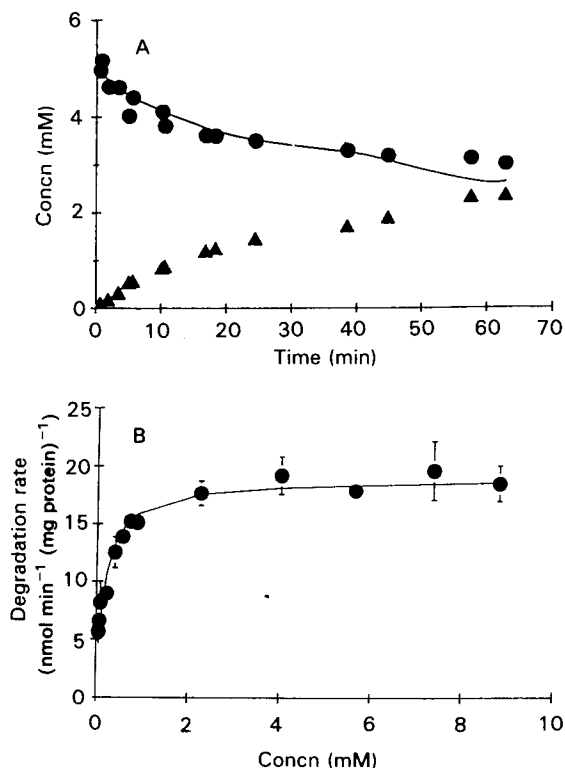 A
Concn (mM)
6
4
2
0
0 10 20 30 40 50 60 70
Time (min)
B
Degradation rate
(nmol min⁻¹ (mg protein)⁻¹
25
20
15
10
5
0
0 2 4 6 8 10
Concn (mM)